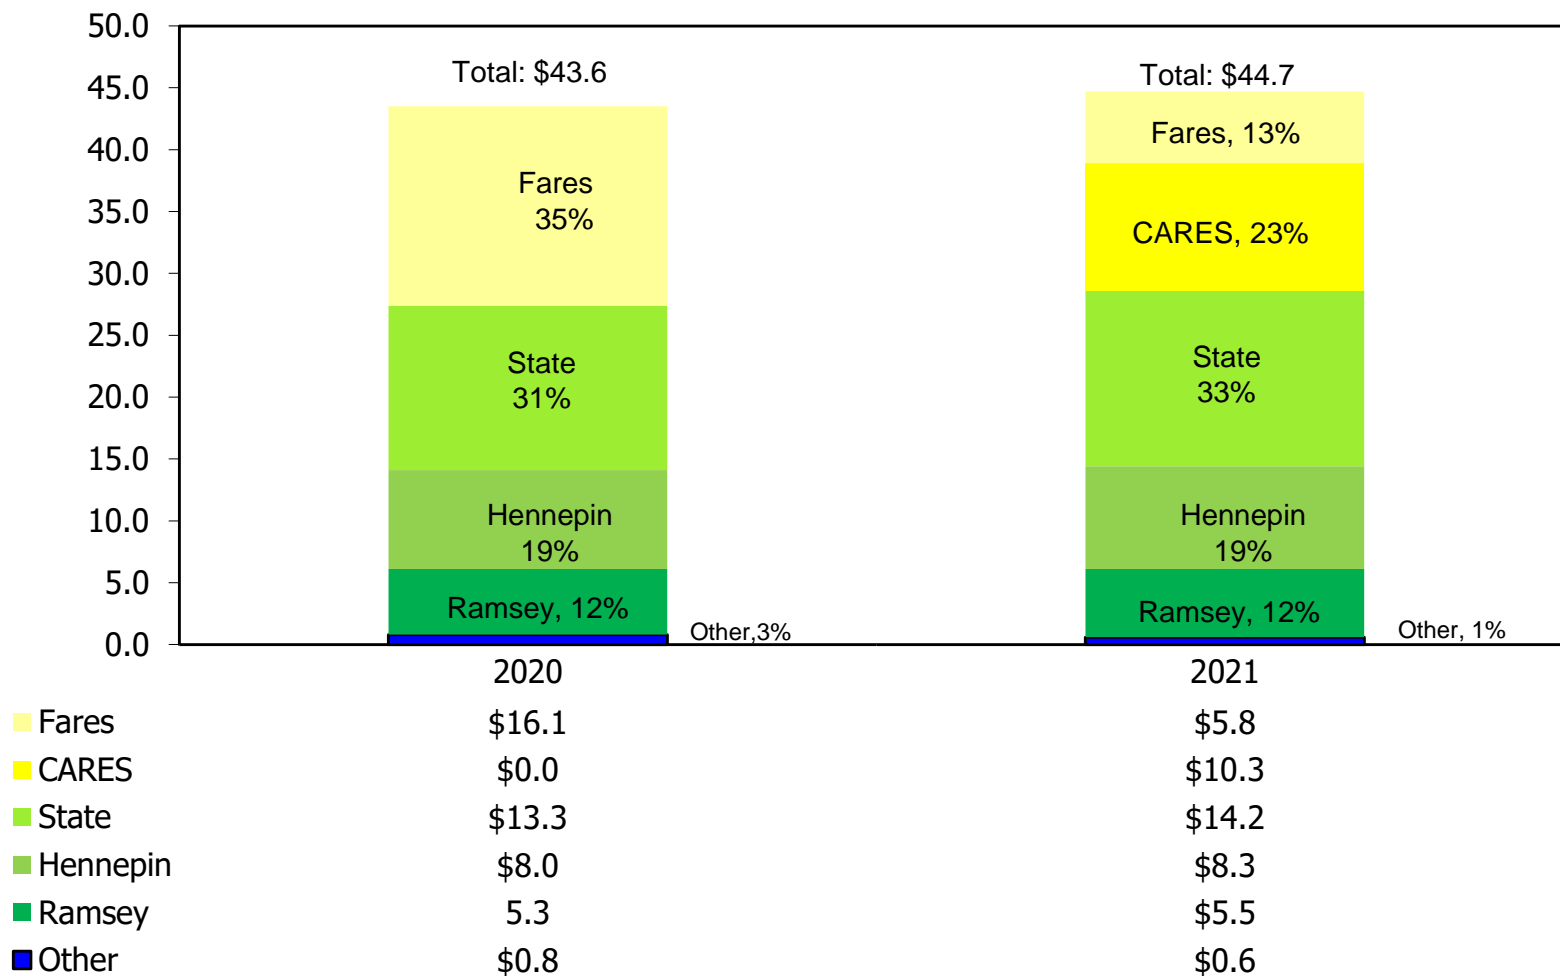 50.0
45.0
40.0
35.0
30.0
25.0
20.0
15.0
10.0
5.0
0.0
Total: $43.6
Fares
35%
State
31%
Hennepin
19%
Ramsey, 12%
Other,3%
Total: $44.7
Fares, 13%
CARES, 23%
State
33%
Hennepin
19%
Ramsey, 12%
Other, 1%
2020 2021
Fares $16.1 $5.8
CARES $0.0 $10.3
State $13.3 $14.2
Hennepin $8.0 $8.3
Ramsey 5.3 $5.5
Other $0.8 $0.6